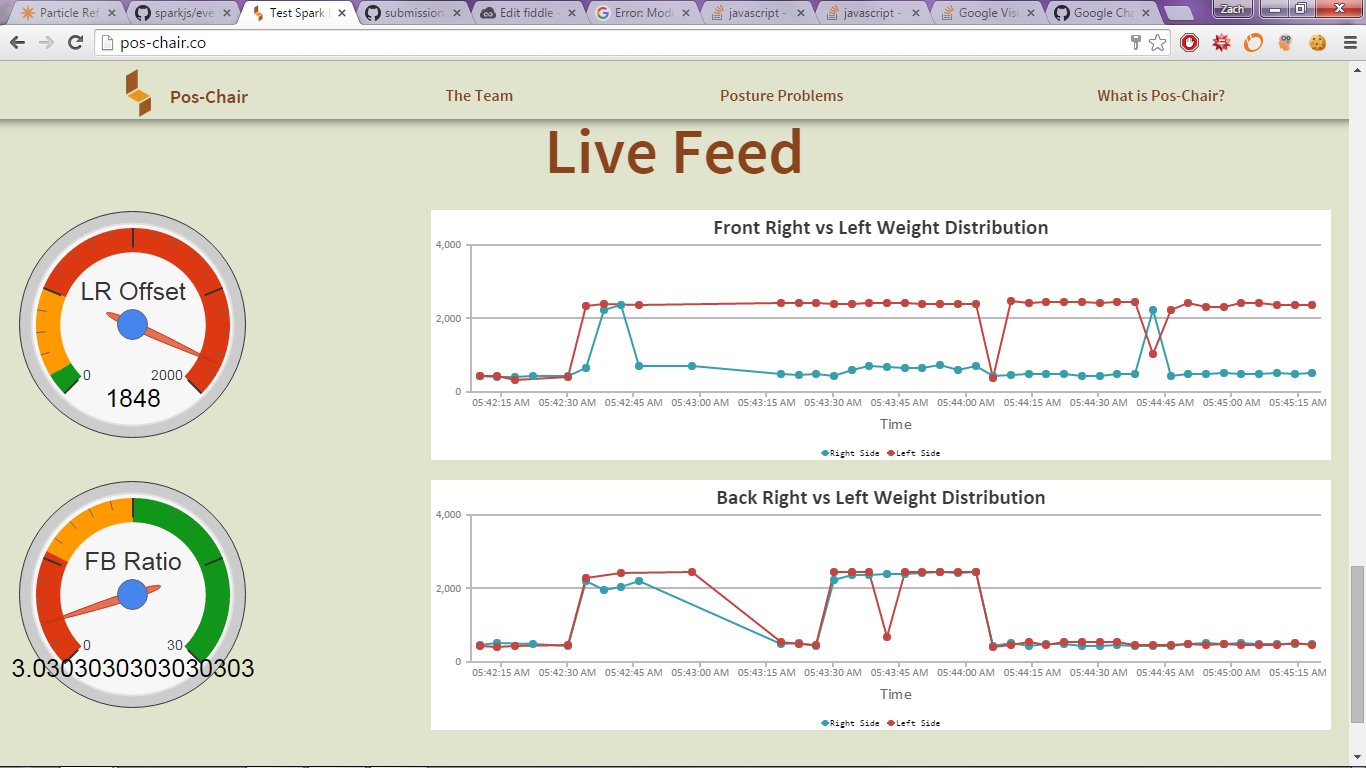 Particle Ref
sparkjs/eve
Test Spark
submission
Edit fiddle -
Error: Mod
javascript -
javascript -
Google Vis
Google Cha
Zach
pos-chair.co
Pos-Chair
The Team
Posture Problems
What is Pos-Chair?
Live Feed
LR Offset
0
2000
1848
Front Right vs Left Weight Distribution
4,000
2,000
0
05:42:15 AM 05:42:30 AM 05:42:45 AM 05:43:00 AM 05:43:15 AM 05:43:30 AM 05:43:45 AM 05:44:00 AM 05:44:15 AM 05:44:30 AM 05:44:45 AM 05:45:00 AM 05:45:15 AM
Time
Right Side Left Side
FB Ratio
0
30
3.0303030303030303
Back Right vs Left Weight Distribution
4,000
2,000
0
05:42:15 AM 05:42:30 AM 05:42:45 AM 05:43:00 AM 05:43:15 AM 05:43:30 AM 05:43:45 AM 05:44:00 AM 05:44:15 AM 05:44:30 AM 05:44:45 AM 05:45:00 AM 05:45:15 AM
Time
Right Side Left Side